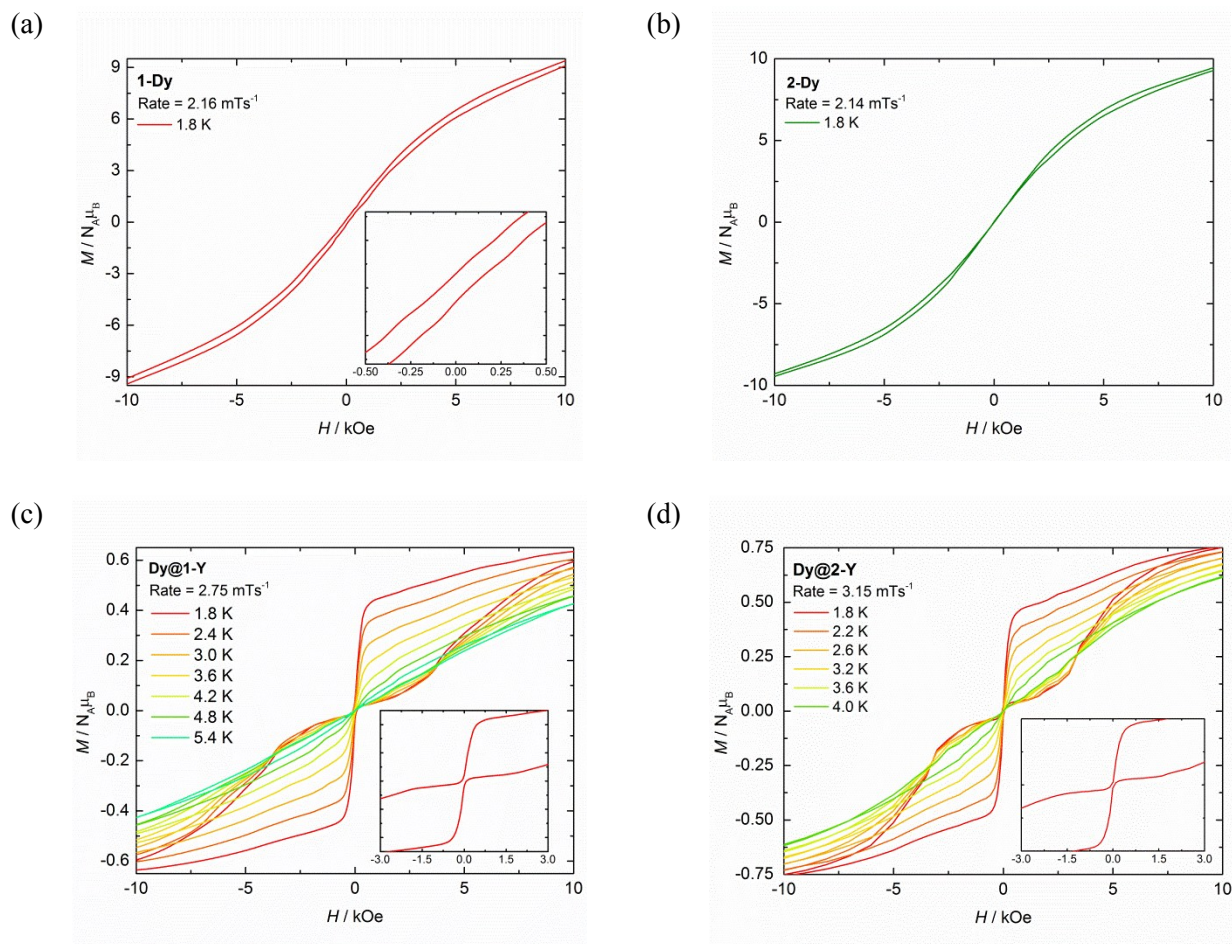 (a)
1-Dy
Rate = 2.16 mTs⁻¹
1.8 K
9
6
3
0
-3
-6
-9
M / N_Aμ_B
-10
-5
0
5
10
H / kOe
-0.50
-0.25
0.00
0.25
0.50
(b)
2-Dy
Rate = 2.14 mTs⁻¹
1.8 K
10
5
0
-5
-10
M / N_Aμ_B
-10
-5
0
5
10
H / kOe
(c)
Dy@1-Y
Rate = 2.75 mTs⁻¹
1.8 K
2.4 K
3.0 K
3.6 K
4.2 K
4.8 K
5.4 K
0.6
0.4
0.2
0.0
-0.2
-0.4
-0.6
M / N_Aμ_B
-10
-5
0
5
10
H / kOe
-3.0
-1.5
0.0
1.5
3.0
(d)
Dy@2-Y
Rate = 3.15 mTs⁻¹
1.8 K
2.2 K
2.6 K
3.2 K
3.6 K
4.0 K
0.75
0.50
0.25
0.00
-0.25
-0.50
-0.75
M / N_Aμ_B
-10
-5
0
5
10
H / kOe
-3.0
-1.5
0.0
1.5
3.0